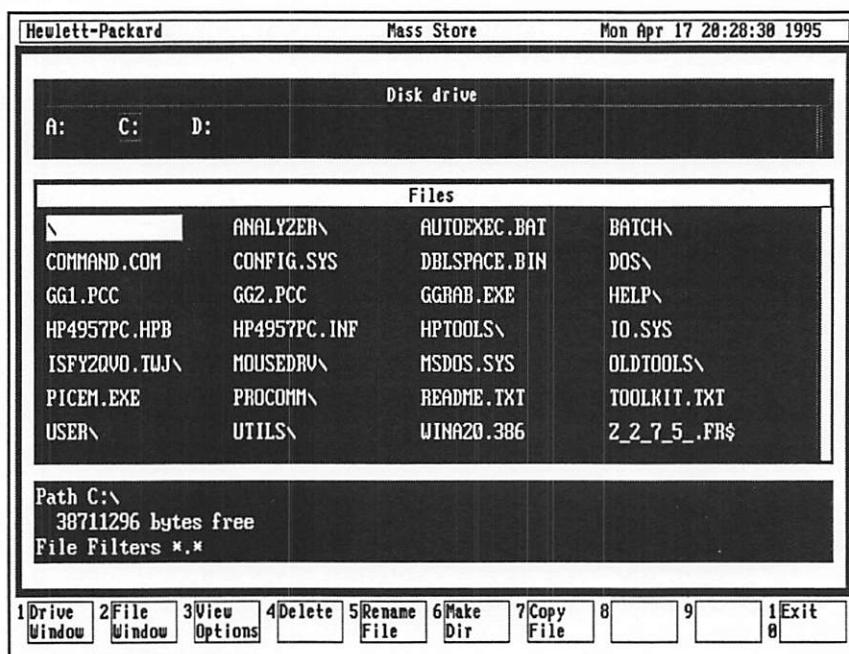 Hewlett-Packard Mass Store Mon Apr 17 20:28:30 1995
Disk drive
A: C: D:
Files
\ ANALYZER\ AUTOEXEC.BAT BATCH\
COMMAND.COM CONFIG.SYS DBLSPACE.BIN DOS\
GG1.PCC GG2.PCC GGRAB.EXE HELP\
HP4957PC.HPB HP4957PC.INF HPTOOLS\ IO.SYS
ISFYZQVO.TWJ\ MOUSEDRV\ MSDOS.SYS OLDTOOLS\
PICEM.EXE PROCOMM\ README.TXT TOOLKIT.TXT
USER\ UTILS\ WINA20.386 Z_2_7_5_.FR$
Path C:\
38711296 bytes free
File Filters *.*
1 Drive 2 File 3 View 4 Delete 5 Rename 6 Make 7 Copy 8 9 1 Exit
Window Window Options File Dir File 0